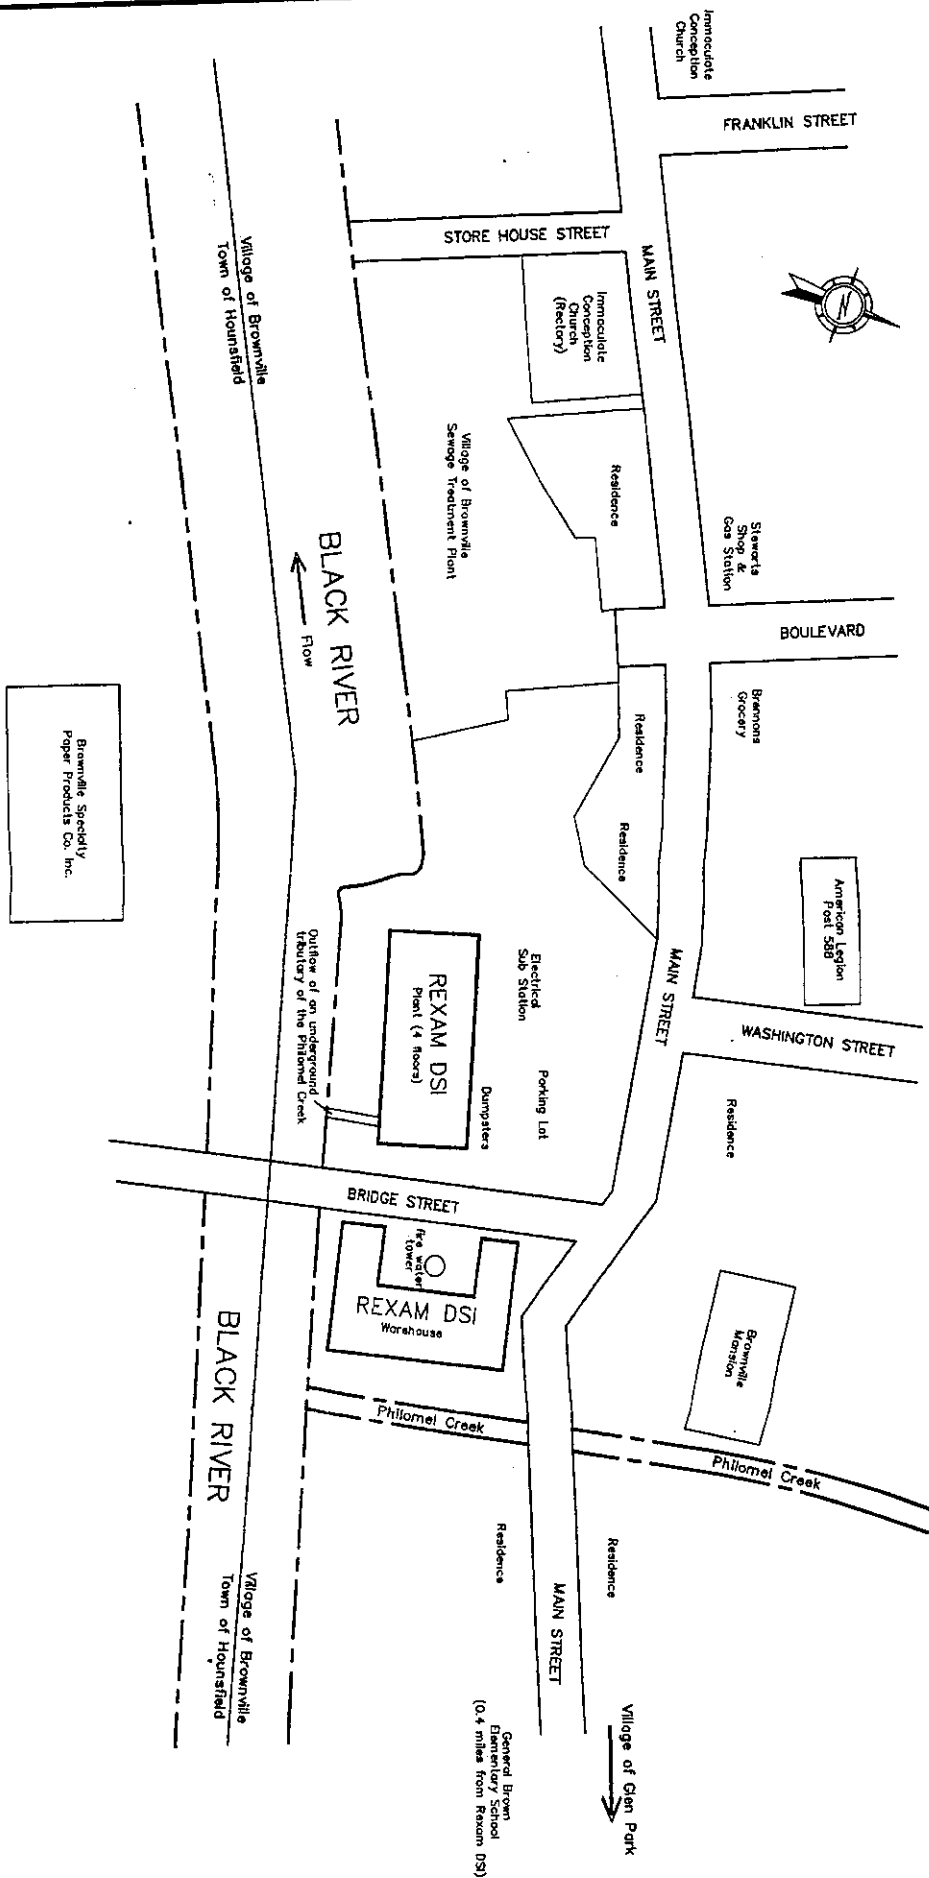 Immaculate
Conception
Church
FRANKLIN STREET
STORE HOUSE STREET
MAIN STREET
N
Immaculate
Conception
Church
(Rectory)
Village of Brownville
Town of Hounsfield
Village of Brownville
Sewage Treatment Plant
Residence
Stewarts
Shop &
Gas Station
BOULEVARD
BLACK RIVER
Flow
Brannons
Grocery
Residence
Residence
Brownville Specialty
Paper Products Co. Inc.
American Legion
Post 588
Outflow of an underground
tributary of the Philomel Creek
REXAM DSI
Plant (4 floors)
Electrical
Sub Station
MAIN STREET
WASHINGTON STREET
Parking Lot
Dumpsters
Residence
BRIDGE STREET
fire water
tower
REXAM DSI
Warehouse
Brownville
Mansion
BLACK RIVER
Philomel Creek
Philomel Creek
Residence
Residence
MAIN STREET
Village of Brownville
Town of Hounsfield
Village of Glen Park
General Brown
Elementary School
(0.4 miles from Rexam DSI)